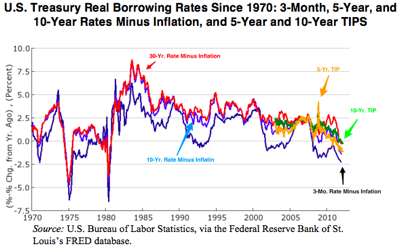 U.S. Treasury Real Borrowing Rates Since 1970: 3-Month, 5-Year, and
10-Year Rates Minus Inflation, and 5-Year and 10-Year TIPS
10.0
30-Yr. Rate Minus Inflation
7.5
5-Yr. TIP
5.0
10-Yr. TIP
2.5
0.0
-2.5
10-Yr. Rate Minus Inflatin
-5.0
3-Mo. Rate Minus Infation
-7.5
(%-% Chg. from Yr. Ago) , (Percent)
1970 1975 1980 1985 1990 1995 2000 2005 2010
Source: U.S. Bureau of Labor Statistics, via the Federal Reserve Bank of St.
Louis's FRED database.